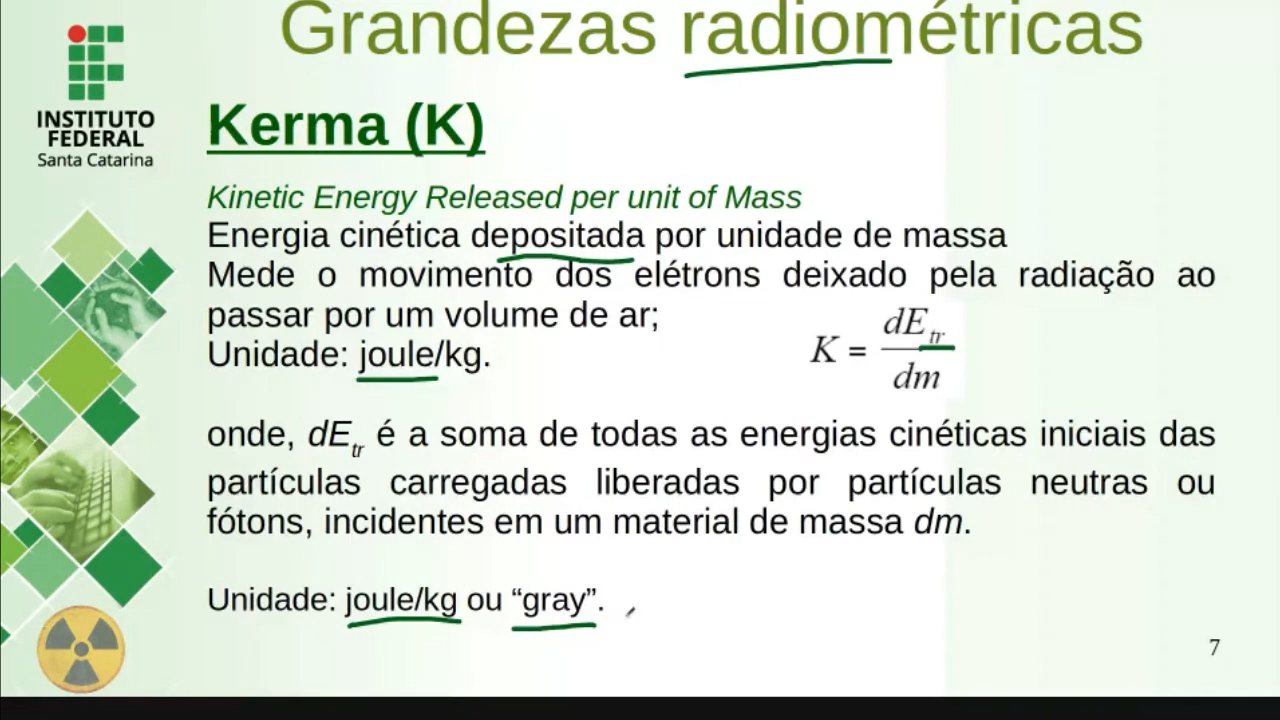 Grandezas radiométricas
INSTITUTO
FEDERAL
Santa Catarina
Kerma (K)
Kinetic Energy Released per unit of Mass
Energia cinética depositada por unidade de massa
Mede o movimento dos elétrons deixado pela radiação ao
passar por um volume de ar;
Unidade: joule/kg.
K = dE_tr / dm
onde, dE_tr é a soma de todas as energias cinéticas iniciais das
partículas carregadas liberadas por partículas neutras ou
fótons, incidentes em um material de massa dm.
Unidade: joule/kg ou “gray”.
7